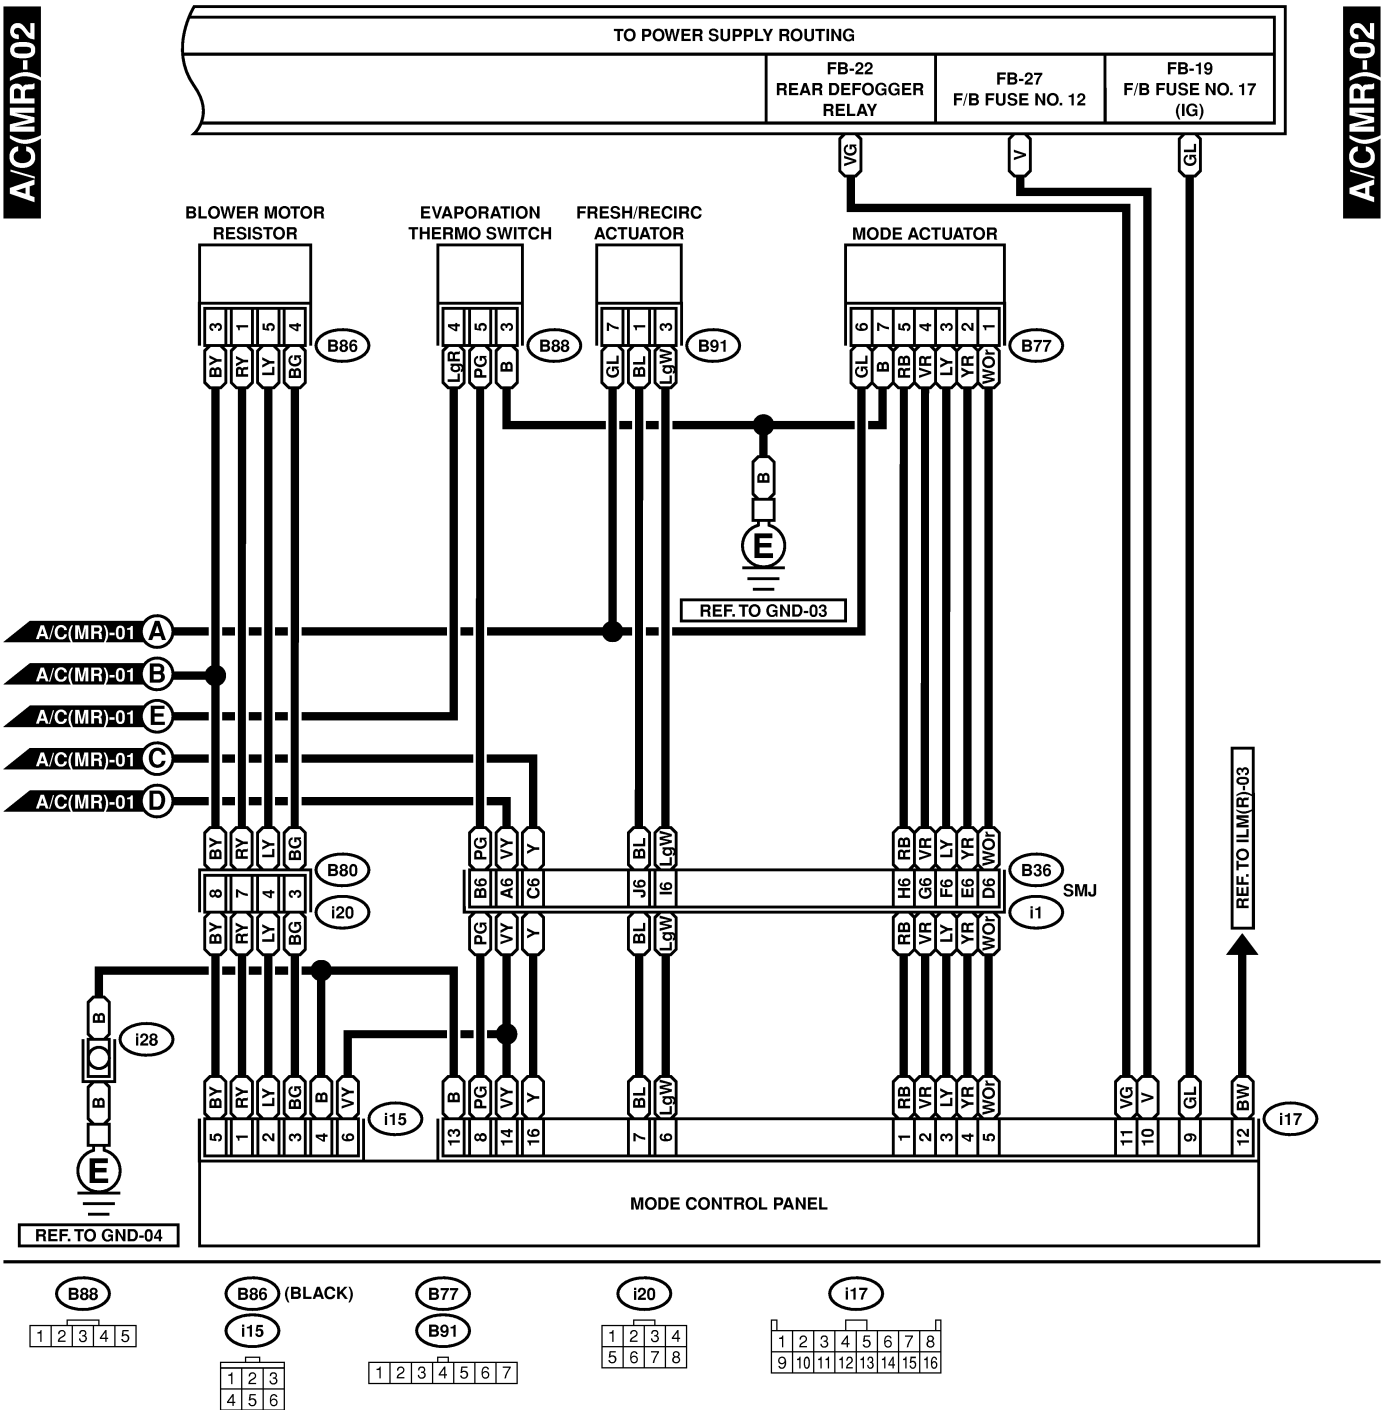 A/C(MR)-02
A/C(MR)-02
TO POWER SUPPLY ROUTING
FB-22
REAR DEFOGGER
RELAY
FB-27
F/B FUSE NO. 12
FB-19
F/B FUSE NO. 17
(IG)
VG V GL
BLOWER MOTOR
RESISTOR
EVAPORATION
THERMO SWITCH
FRESH/RECIRC
ACTUATOR
MODE ACTUATOR
3 1 5 4 B86
4 5 3 B88
7 1 3 B91
6 7 5 4 3 2 1 B77
BY RY LY BG
LgR PG B
GL BL LgW
GL B RB VR LY YR WOr
B
E
REF. TO GND-03
A/C(MR)-01 A
A/C(MR)-01 B
A/C(MR)-01 E
A/C(MR)-01 C
A/C(MR)-01 D
REF. TO ILM(R)-03
BY RY LY BG
PG VY Y
BL LgW
RB VR LY YR WOr
B80
B36
8 7 4 3
B6 A6 C6
J6 I6
H6 G6 F6 E6 D6
SMJ
i20
i1
BY RY LY BG
PG VY Y
BL LgW
RB VR LY YR WOr
B
i28
B
BY RY LY BG B VY
B PG VY Y
BL LgW
RB VR LY YR WOr
VG V GL BW
i15
i17
5 1 2 3 4 6
13 8 14 16
7 6
1 2 3 4 5
11 10 9 12
E
REF. TO GND-04
MODE CONTROL PANEL
B88
1 2 3 4 5
B86 (BLACK)
i15
1 2 3
4 5 6
B77
B91
1 2 3 4 5 6 7
i20
1 2 3 4
5 6 7 8
i17
1 2 3 4 5 6 7 8
9 10 11 12 13 14 15 16